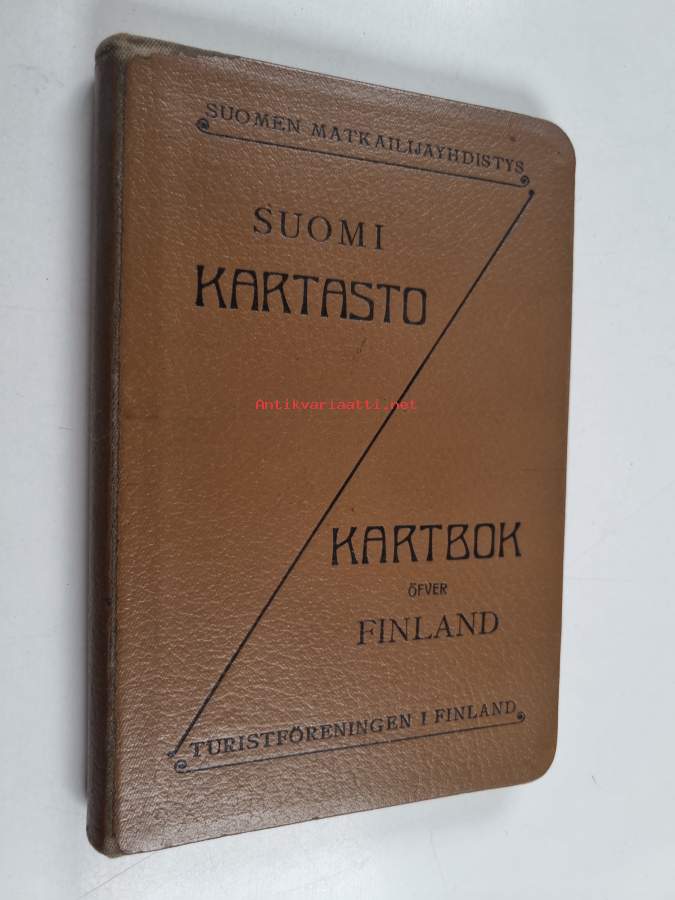 SUOMEN MATKAILIJAYHDISTYS
SUOMI
KARTASTO
Antikvariaatti.net
KARTBOK
ÖFVER
FINLAND
TURISTFÖRENINGEN I FINLAND